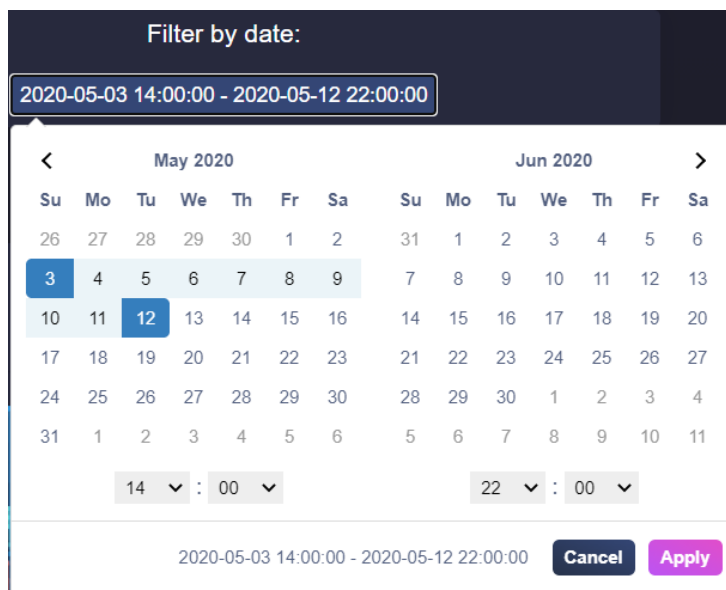 Filter by date:
2020-05-03 14:00:00 - 2020-05-12 22:00:00
May 2020 Jun 2020
Su Mo Tu We Th Fr Sa Su Mo Tu We Th Fr Sa
26 27 28 29 30 1 2 31 1 2 3 4 5 6
3 4 5 6 7 8 9 7 8 9 10 11 12 13
10 11 12 13 14 15 16 14 15 16 17 18 19 20
17 18 19 20 21 22 23 21 22 23 24 25 26 27
24 25 26 27 28 29 30 28 29 30 1 2 3 4
31 1 2 3 4 5 6 5 6 7 8 9 10 11
14 : 00 22 : 00
2020-05-03 14:00:00 - 2020-05-12 22:00:00 Cancel Apply